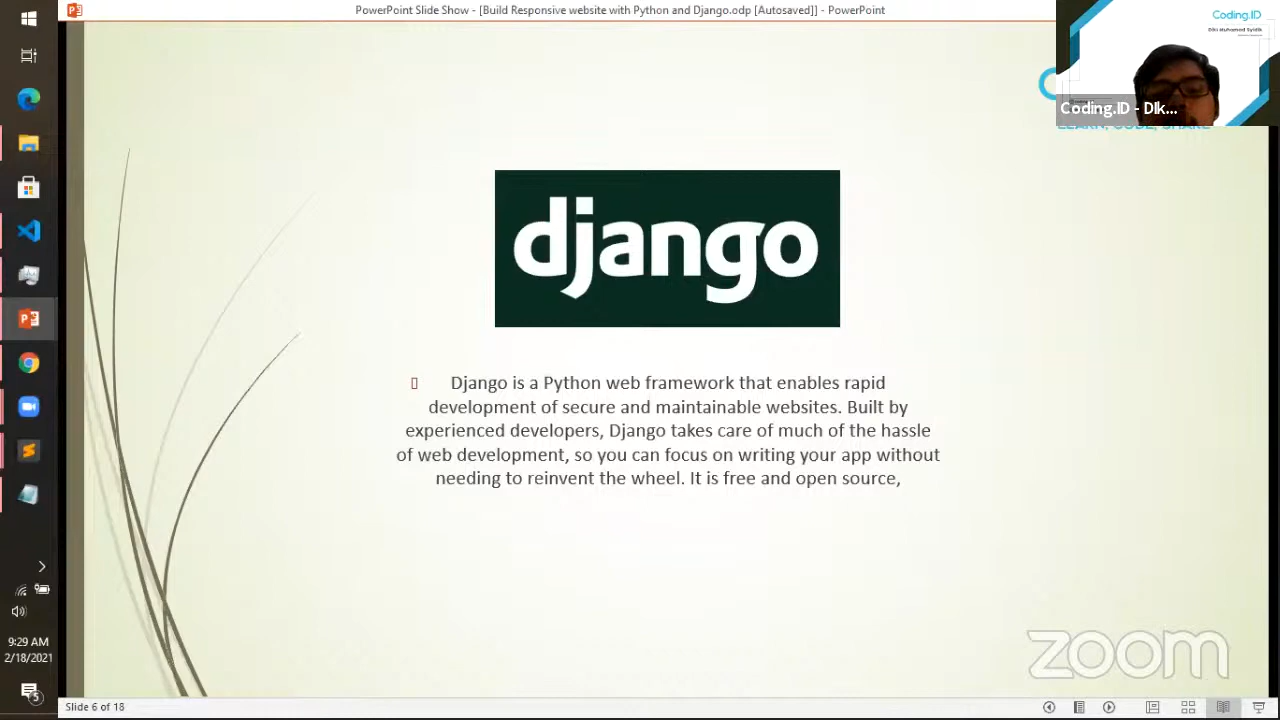 PowerPoint Slide Show - [Build Responsive website with Python and Django.odp [Autosaved]] - PowerPoint
Coding.ID
Coding.ID - DIk...
LEARN, CODE, SHARE
django
Django is a Python web framework that enables rapid
development of secure and maintainable websites. Built by
experienced developers, Django takes care of much of the hassle
of web development, so you can focus on writing your app without
needing to reinvent the wheel. It is free and open source,
zoom
9:29 AM
2/18/2021
5
Slide 6 of 18